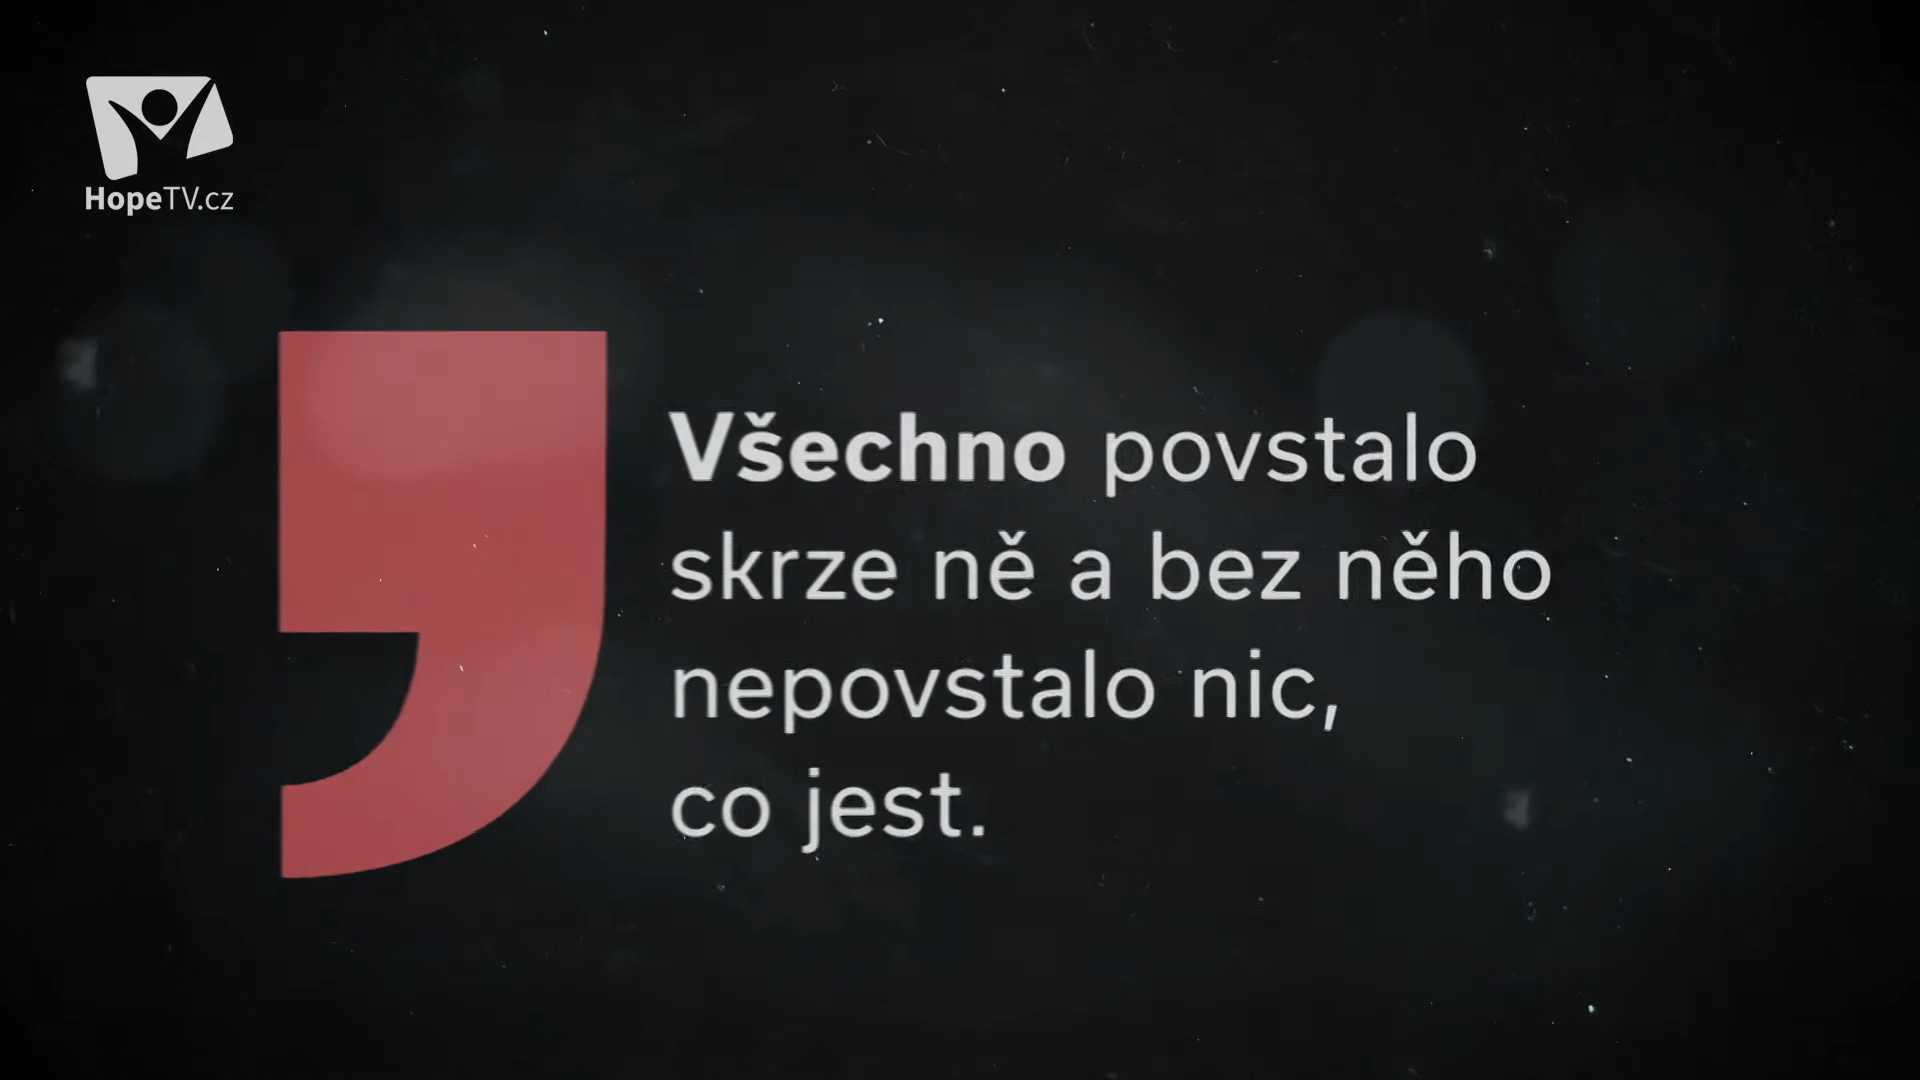 HopeTV.cz
Všechno povstalo
skrze ně a bez něho
nepovstalo nic,
co jest.